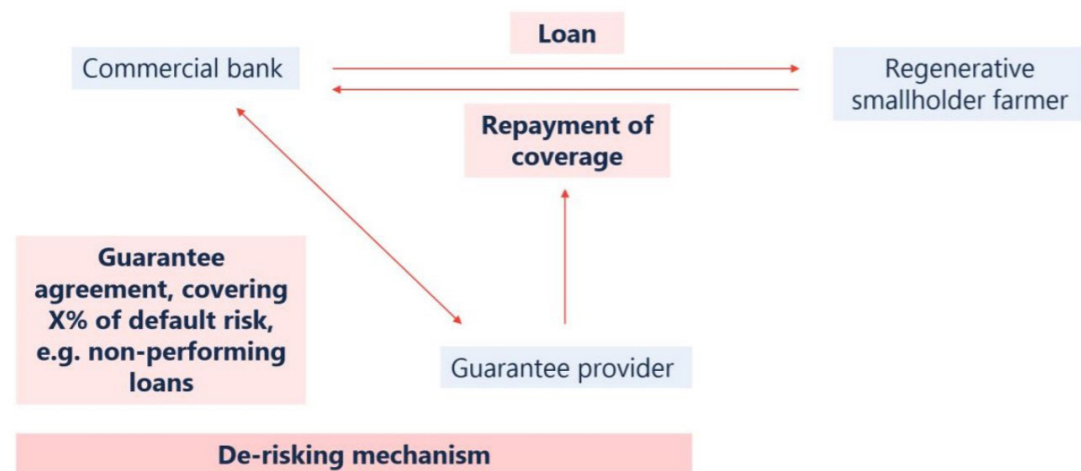 Loan
Commercial bank
Regenerative
smallholder farmer
Repayment of
coverage
Guarantee
agreement, covering
X% of default risk,
e.g. non-performing
loans
Guarantee provider
De-risking mechanism